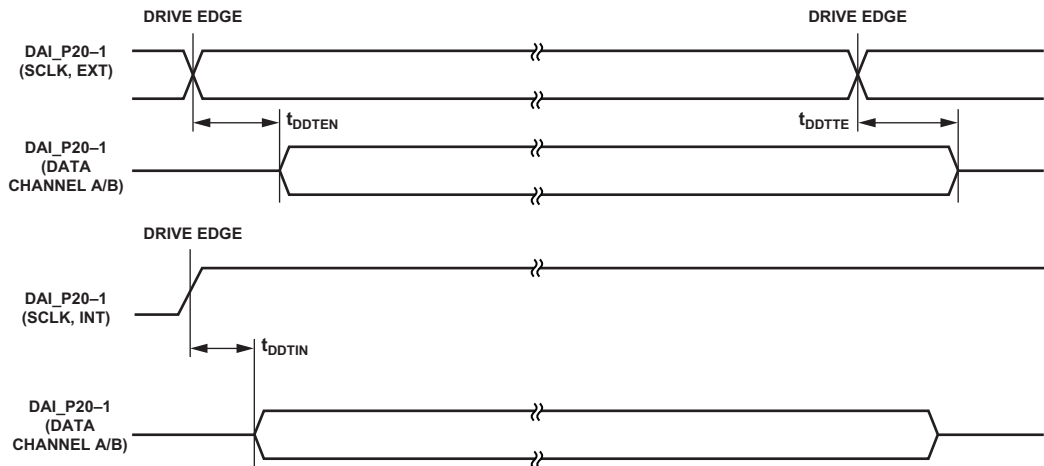 DRIVE EDGE
DRIVE EDGE
DAI_P20–1
(SCLK, EXT)
tDDTEN
tDDTTE
DAI_P20–1
(DATA
CHANNEL A/B)
DRIVE EDGE
DAI_P20–1
(SCLK, INT)
tDDTIN
DAI_P20–1
(DATA
CHANNEL A/B)